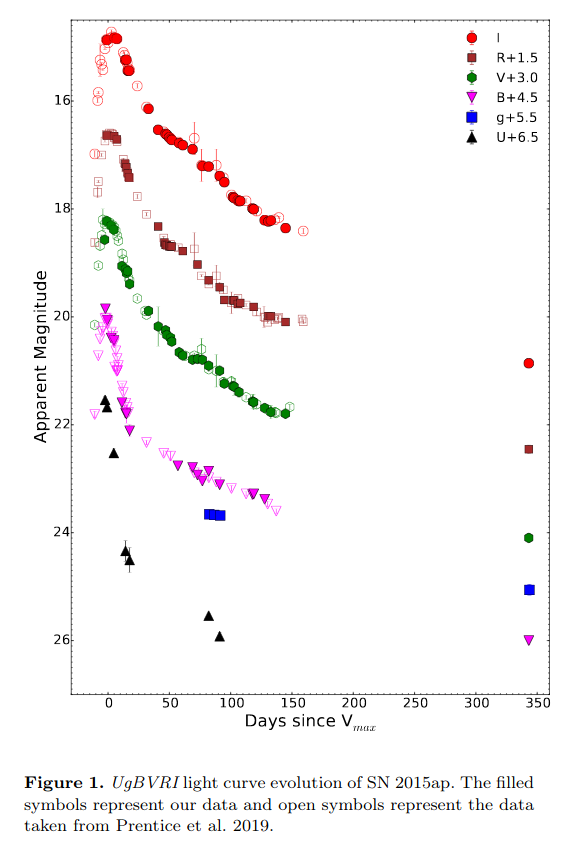 I
R+1.5
V+3.0
B+4.5
g+5.5
U+6.5
16
18
20
22
24
26
Apparent Magnitude
0 50 100 150 200 250 300 350
Days since Vmax
Figure 1. UgBVRI light curve evolution of SN 2015ap. The filled
symbols represent our data and open symbols represent the data
taken from Prentice et al. 2019.